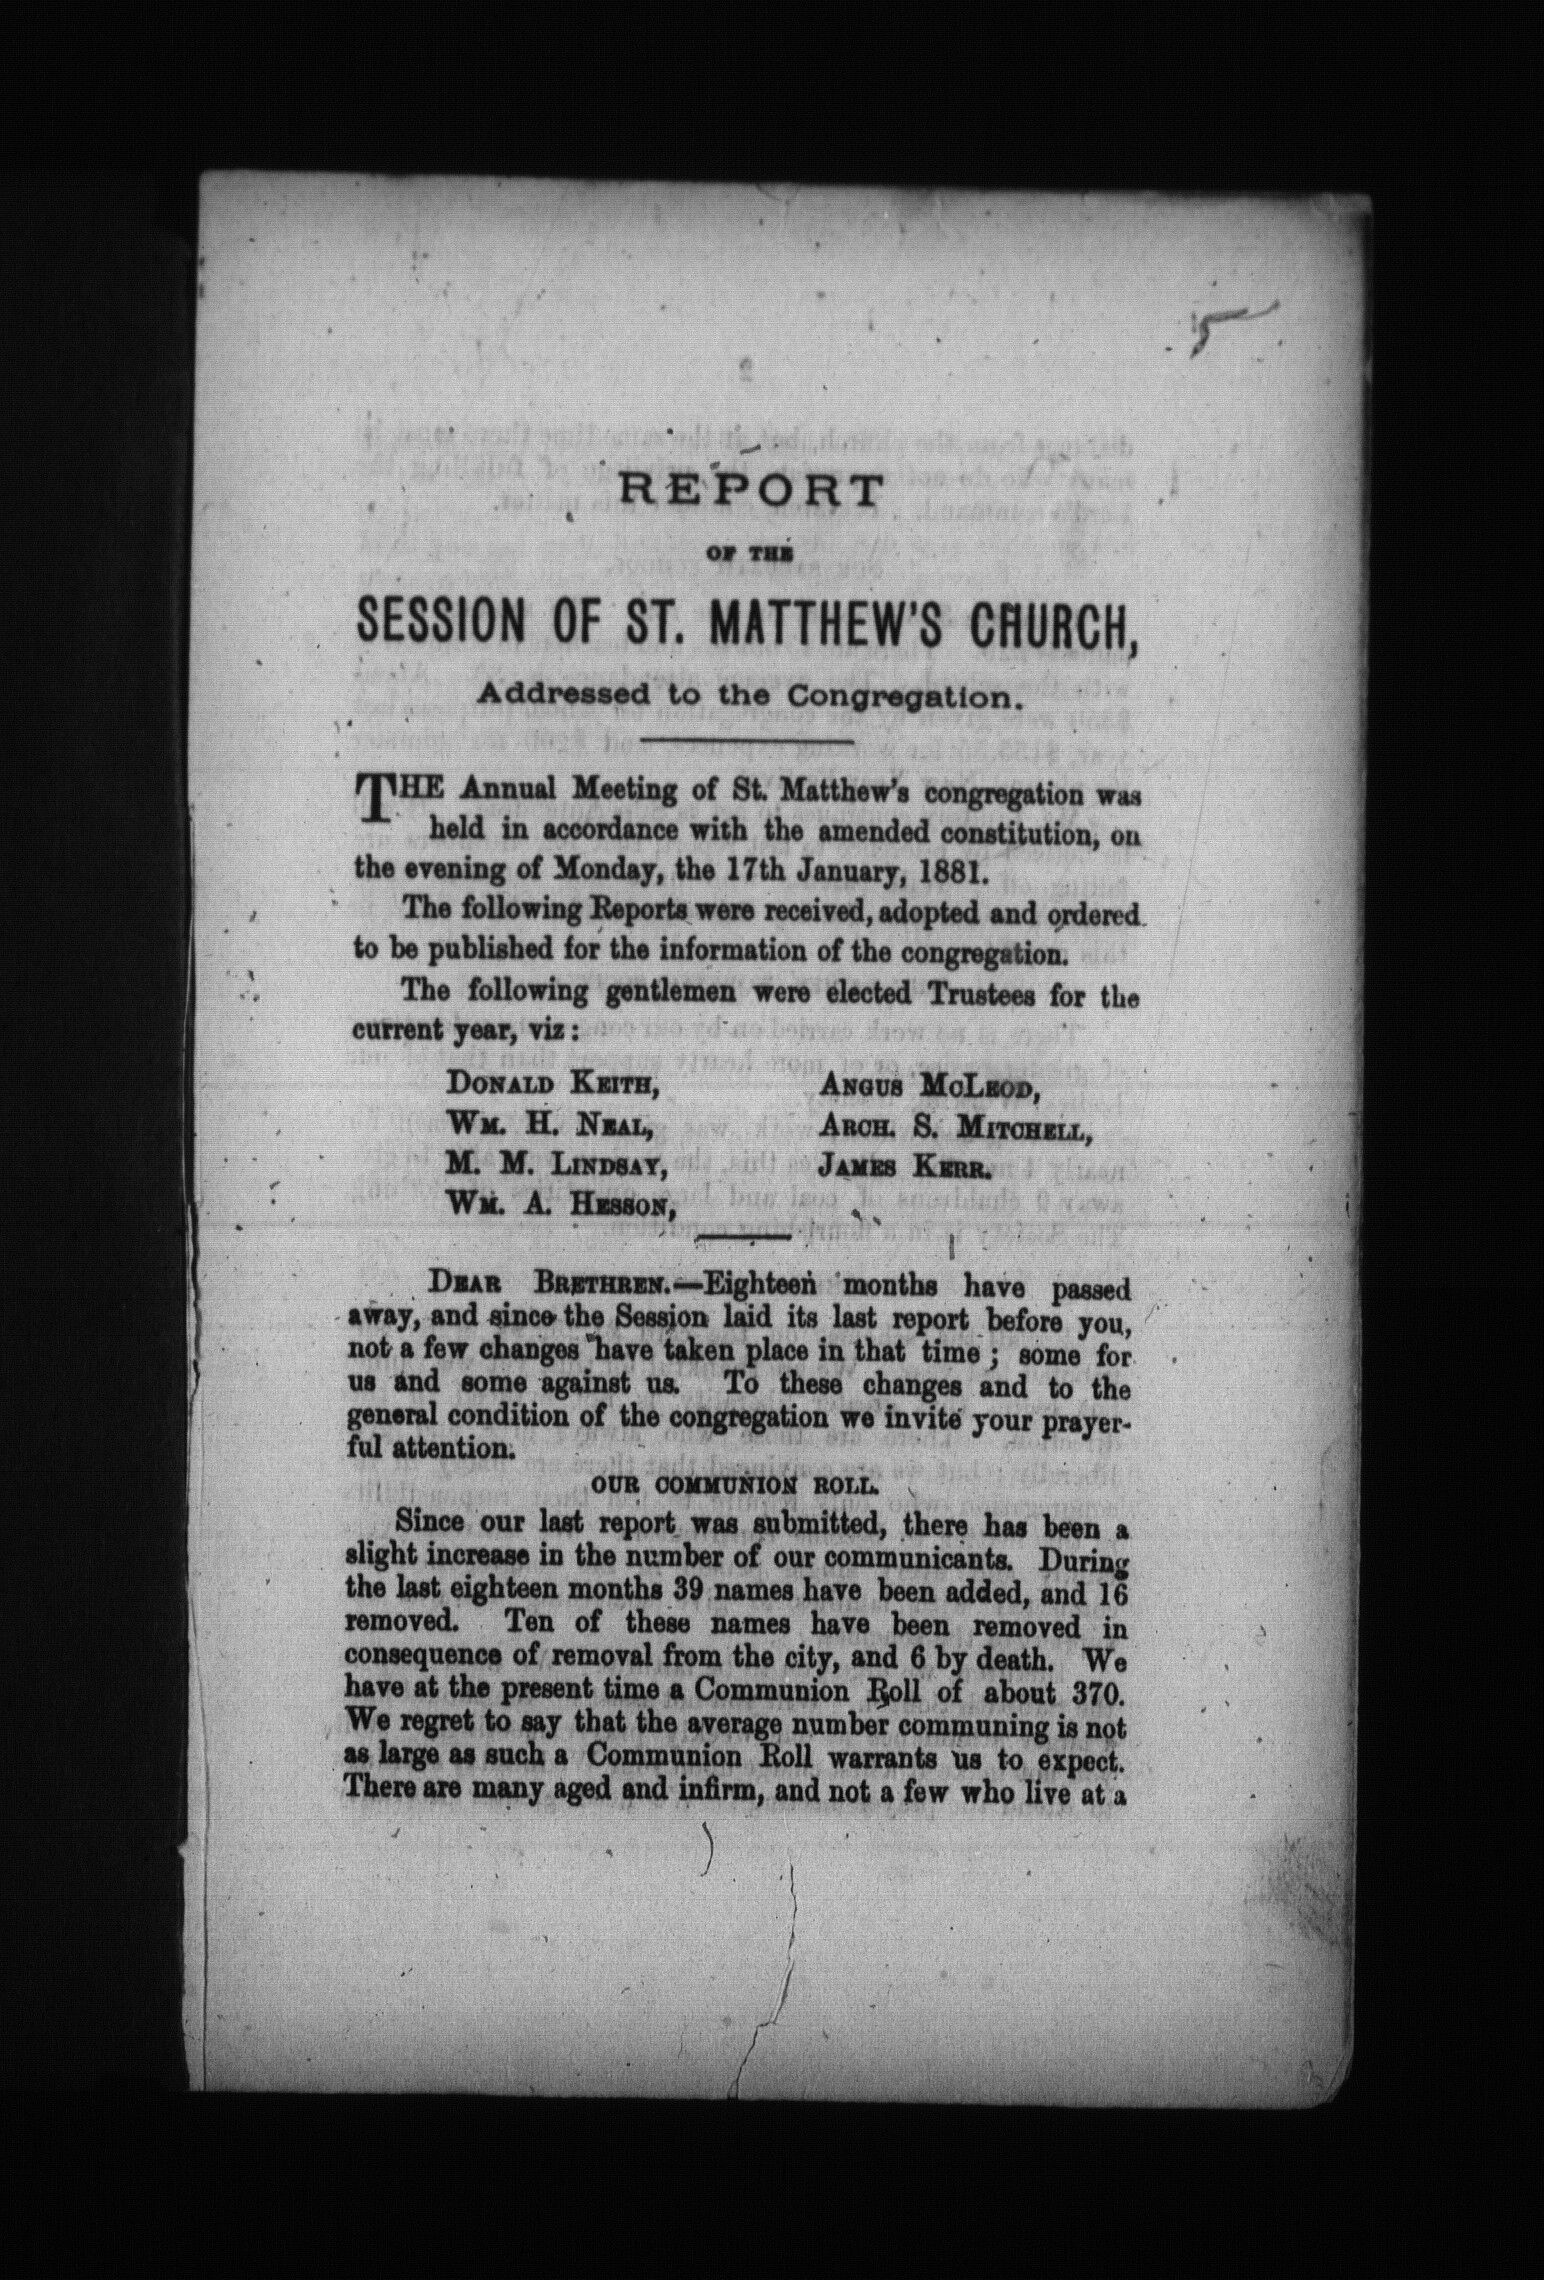 REPORT
OF THE
SESSION OF ST. MATTHEW'S CHURCH,
Addressed to the Congregation.
THE Annual Meeting of St. Matthew's congregation was
held in accordance with the amended constitution, on
the evening of Monday, the 17th January, 1881.
The following Reports were received, adopted and ordered
to be published for the information of the congregation.
The following gentlemen were elected Trustees for the
current year, viz:
DONALD KEITH,
WM. H. NEAL,
M. M. LINDSAY,
WM. A. HESSON,
ANGUS MCLEOD,
ARCH. S. MITCHELL,
JAMES KERR.
DEAR BRETHREN.—Eighteen months have passed
away, and since the Session laid its last report before you,
not a few changes have taken place in that time; some for
us and some against us. To these changes and to the
general condition of the congregation we invite your prayer-
ful attention.
OUR COMMUNION ROLL.
Since our last report was submitted, there has been a
slight increase in the number of our communicants. During
the last eighteen months 39 names have been added, and 16
removed. Ten of these names have been removed in
consequence of removal from the city, and 6 by death. We
have at the present time a Communion Roll of about 370.
We regret to say that the average number communing is not
as large as such a Communion Roll warrants us to expect.
There are many aged and infirm, and not a few who live at a